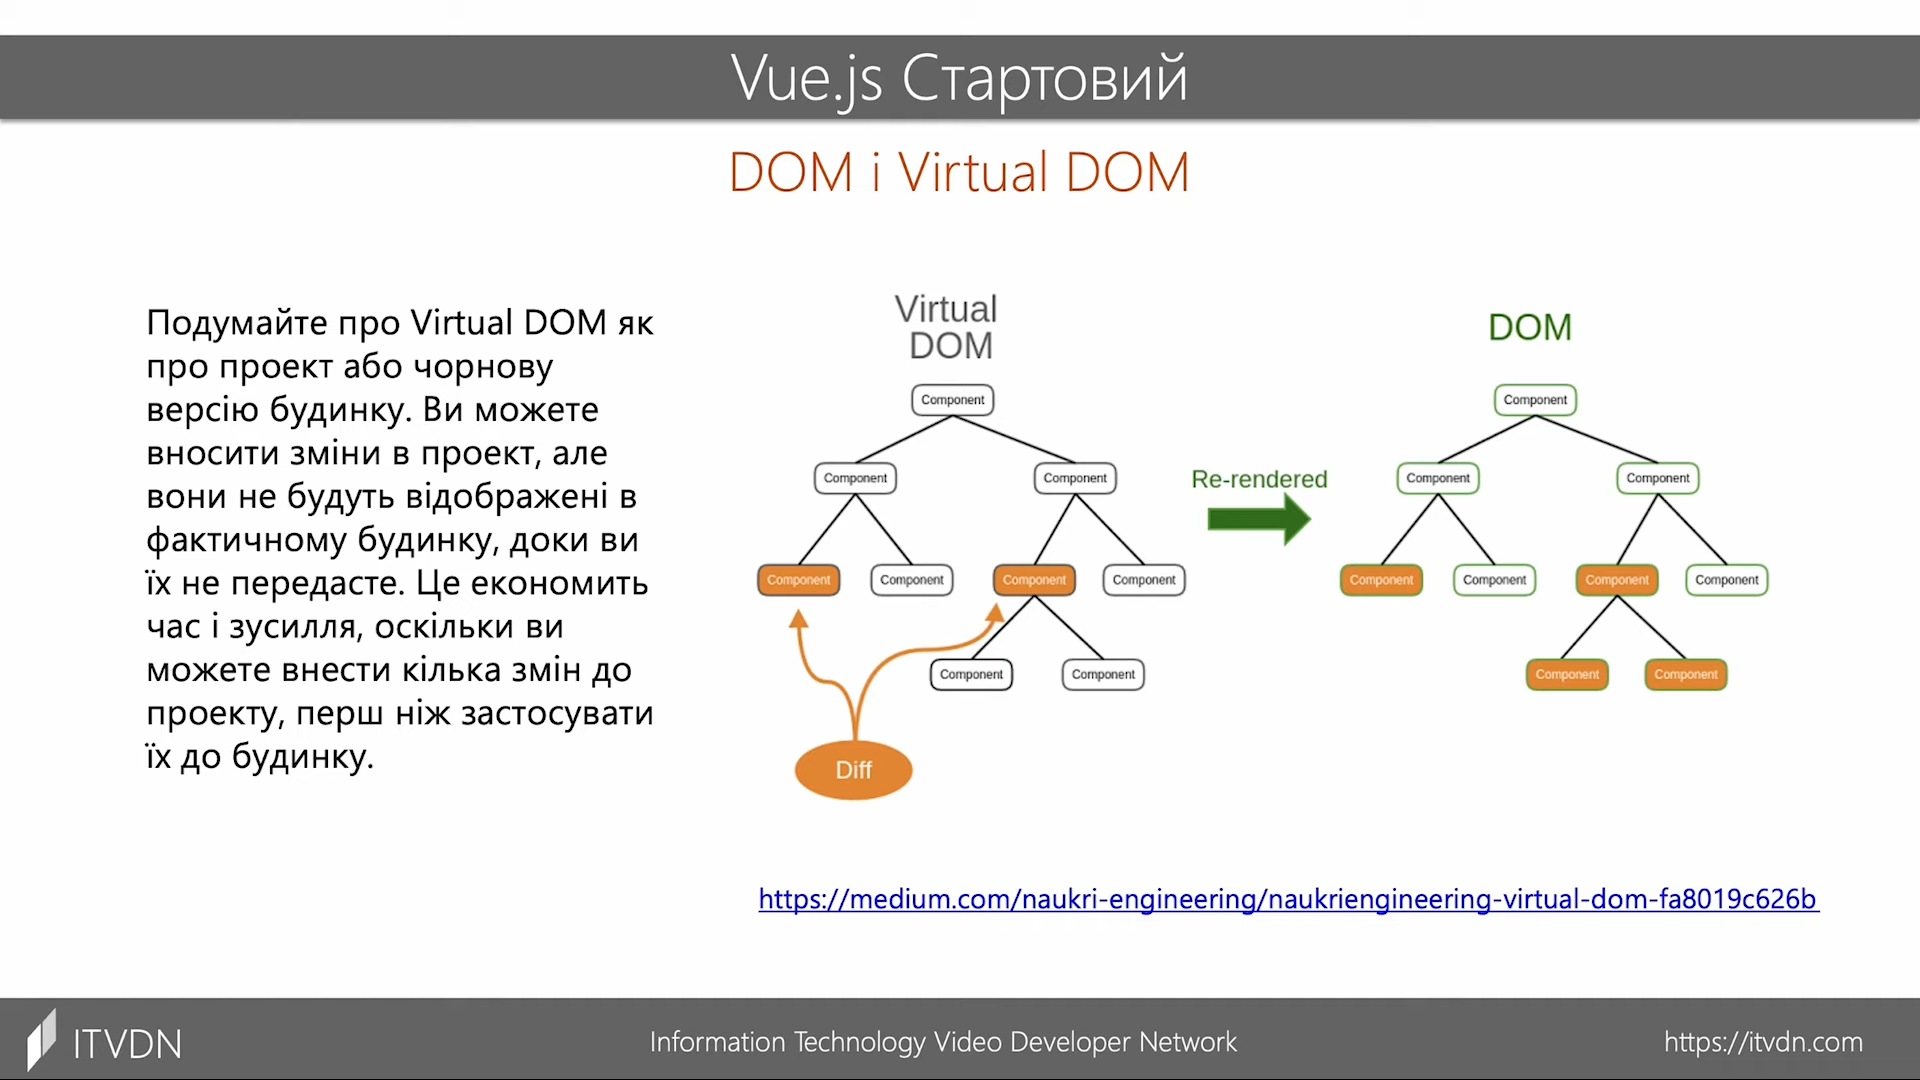 Vue.js Стартовий
DOM і Virtual DOM
Подумайте про Virtual DOM як
про проект або чорнову
версію будинку. Ви можете
вносити зміни в проект, але
вони не будуть відображені в
фактичному будинку, доки ви
їх не передасте. Це економить
час і зусилля, оскільки ви
можете внести кілька змін до
проекту, перш ніж застосувати
їх до будинку.
Virtual
DOM
Component
Component
Component
Component
Component
Component
Component
Component
Component
Diff
Re-rendered
DOM
Component
Component
Component
Component
Component
Component
Component
Component
Component
https://medium.com/naukri-engineering/naukriengineering-virtual-dom-fa8019c626b
ITVDN
Information Technology Video Developer Network
https://itvdn.com